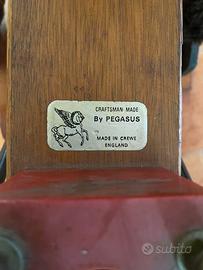 CRAFTSMAN MADE
By PEGASUS
MADE IN CREWE
ENGLAND
subito